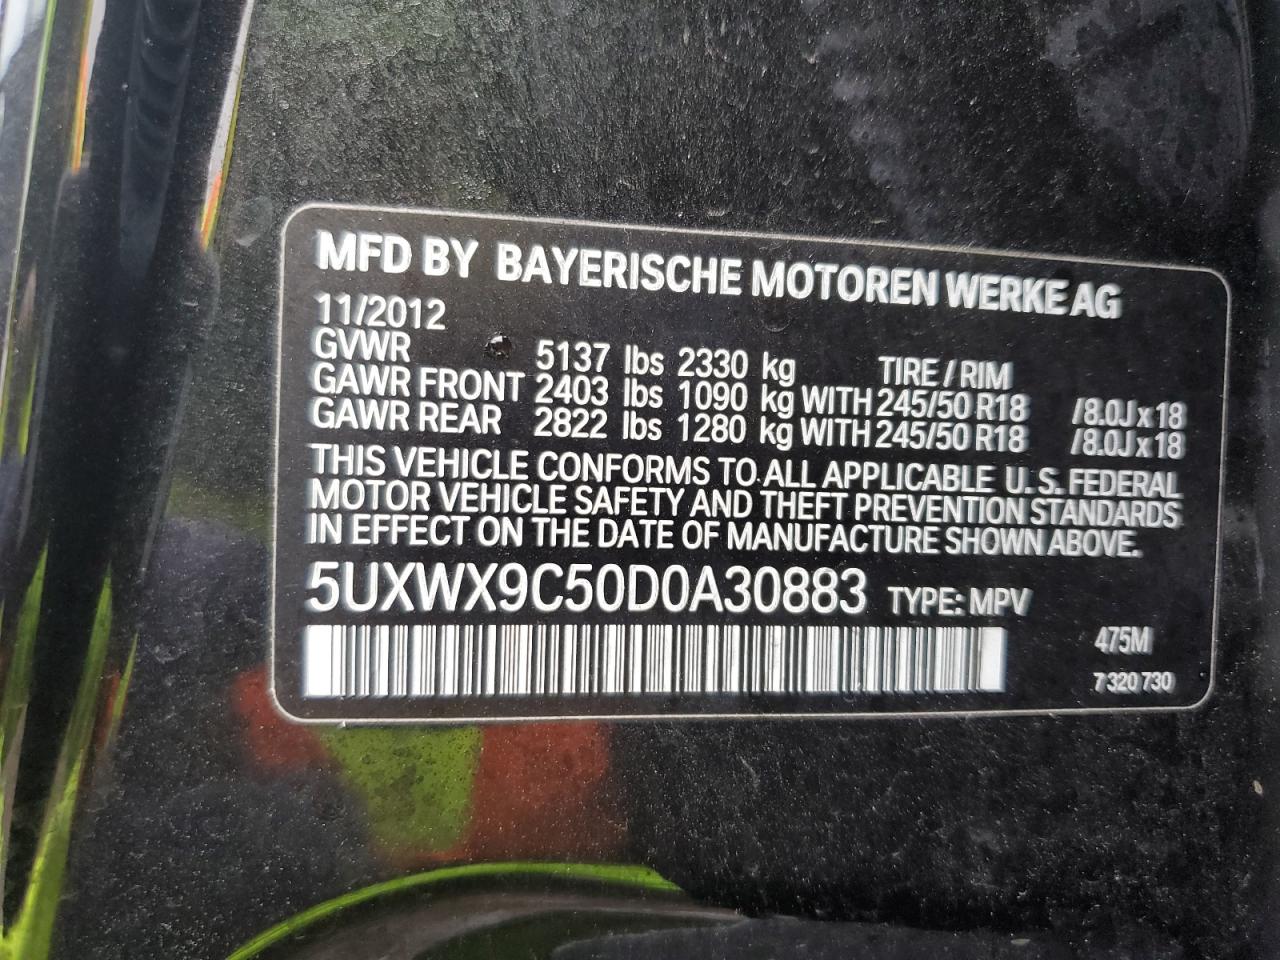 MFD BY BAYERISCHE MOTOREN WERKE AG
11/2012
GVWR 5137 lbs 2330 kg TIRE / RIM
GAWR FRONT 2403 lbs 1090 kg WITH 245/50 R18 /8.0J x 18
GAWR REAR 2822 lbs 1280 kg WITH 245/50 R18 /8.0J x 18
THIS VEHICLE CONFORMS TO ALL APPLICABLE U.S. FEDERAL
MOTOR VEHICLE SAFETY AND THEFT PREVENTION STANDARDS
IN EFFECT ON THE DATE OF MANUFACTURE SHOWN ABOVE.
5UXWX9C50D0A30883 TYPE: MPV
475M
7 320 730